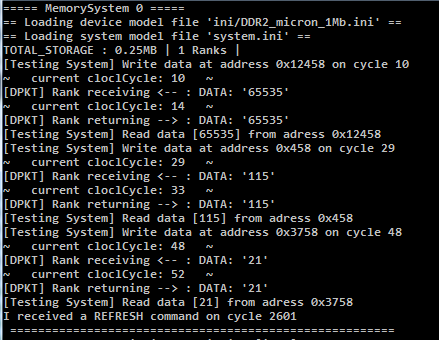 ===== MemorySystem 0 =====
== Loading device model file 'ini/DDR2_micron_1Mb.ini' ==
== Loading system model file 'system.ini' ==
TOTAL_STORAGE : 0.25MB | 1 Ranks |
[Testing System] Write data at address 0x12458 on cycle 10
~   current cloclCycle: 10   ~
[DPKT] Rank receiving <-- : DATA: '65535'
~   current cloclCycle: 14   ~
[DPKT] Rank returning --> : DATA: '65535'
[Testing System] Read data [65535] from adress 0x12458
[Testing System] Write data at address 0x458 on cycle 29
~   current cloclCycle: 29   ~
[DPKT] Rank receiving <-- : DATA: '115'
~   current cloclCycle: 33   ~
[DPKT] Rank returning --> : DATA: '115'
[Testing System] Read data [115] from adress 0x458
[Testing System] Write data at address 0x3758 on cycle 48
~   current cloclCycle: 48   ~
[DPKT] Rank receiving <-- : DATA: '21'
~   current cloclCycle: 52   ~
[DPKT] Rank returning --> : DATA: '21'
[Testing System] Read data [21] from adress 0x3758
I received a REFRESH command on cycle 2601
======================================================